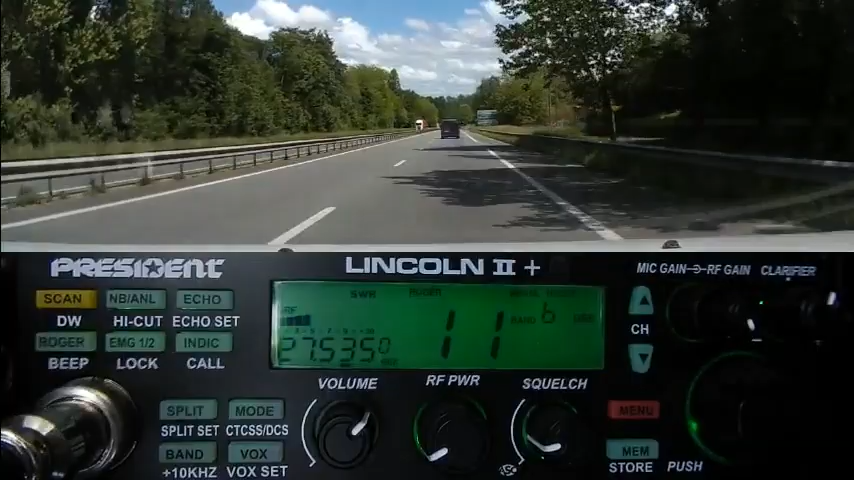 PRESIDENT
LINCOLN II +
MIC GAIN RF GAIN CLARIFIER
SCAN NB/ANL ECHO
DW HI-CUT ECHO SET
ROGER EMG 1/2 INDIC
BEEP LOCK CALL
SWR ROGER
RF
BAND b
27.5350 11
CH
VOLUME RF PWR SQUELCH
SPLIT MODE
SPLIT SET CTCSS/DCS
BAND VOX
+10KHZ VOX SET
ASC
MENU
MEM
STORE PUSH